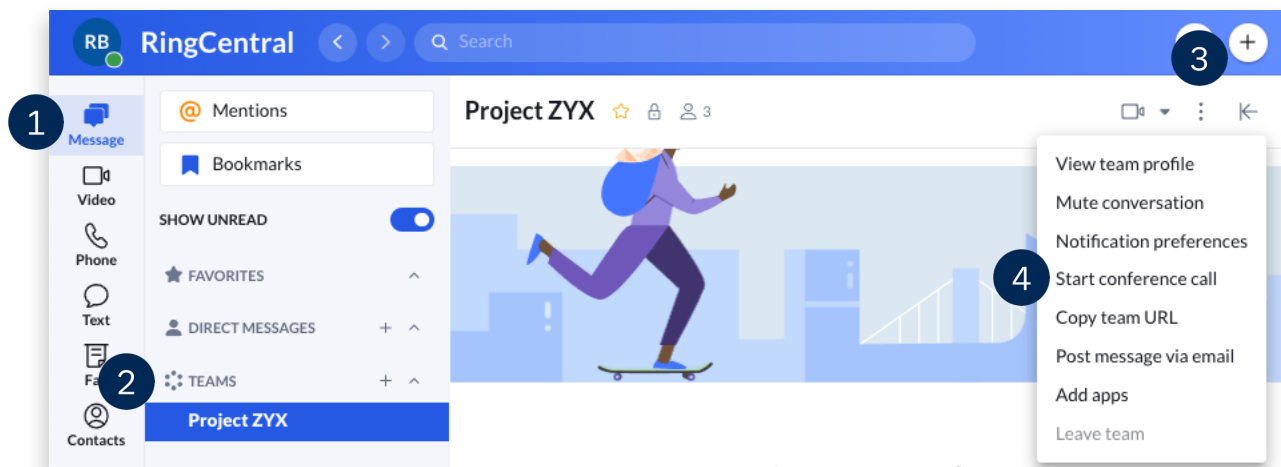 RB RingCentral Search
3
1
Message
Video
Phone
Text
Fa
2
Contacts
Mentions
Bookmarks
SHOW UNREAD
FAVORITES
DIRECT MESSAGES
TEAMS
Project ZYX
Project ZYX 3
View team profile
Mute conversation
Notification preferences
4
Start conference call
Copy team URL
Post message via email
Add apps
Leave team